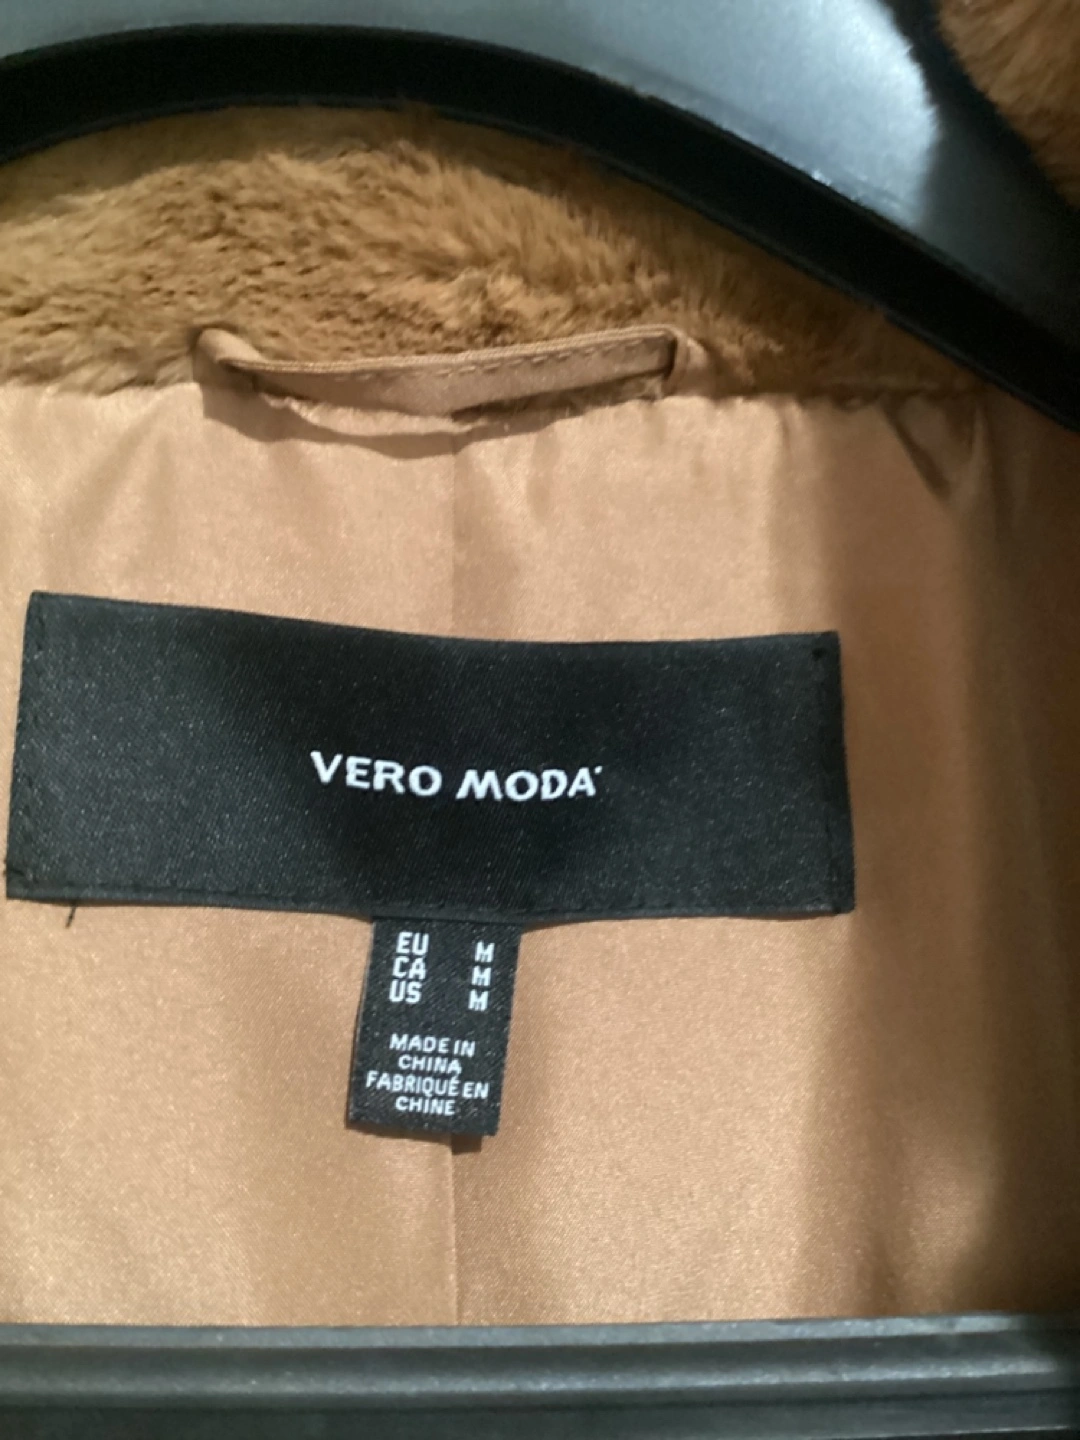 VERO MODA
EU M
CA M
US M
MADE IN
CHINA
FABRIQUÉ EN
CHINE